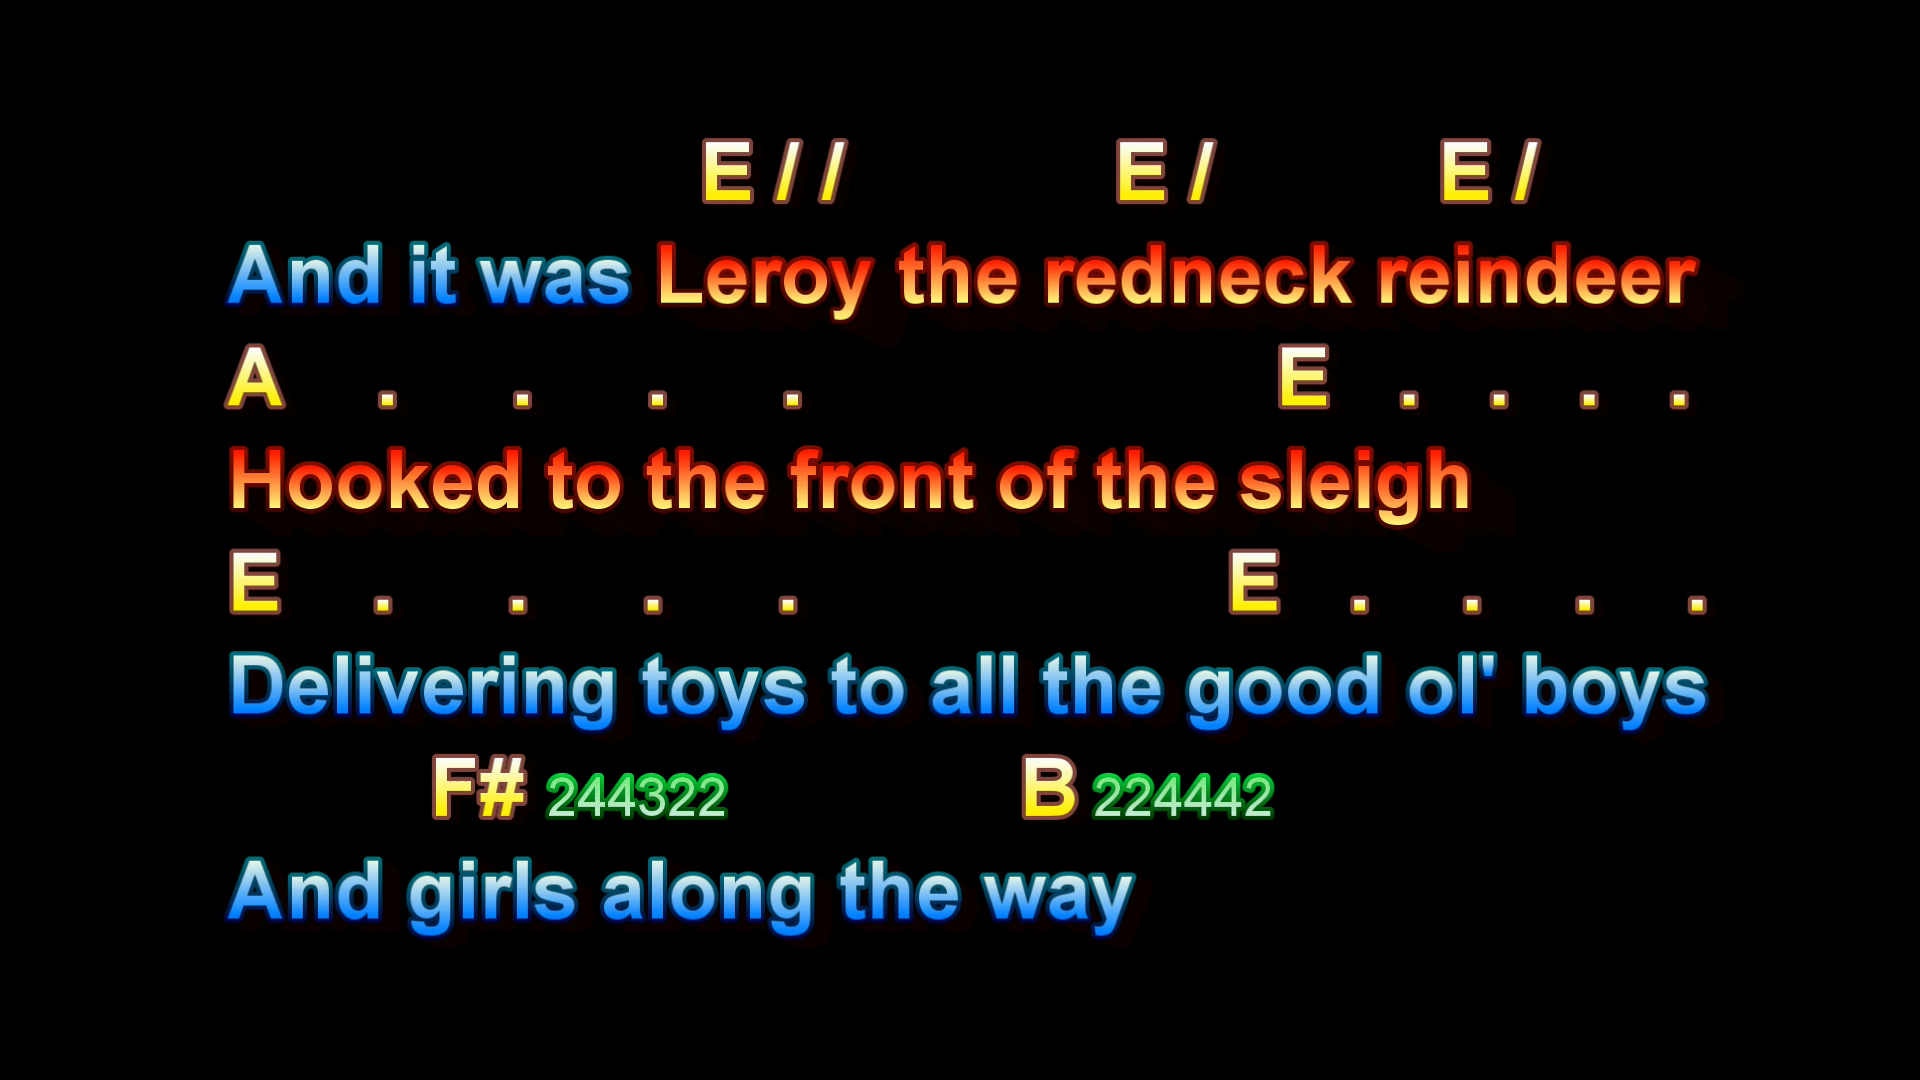 E / / E / E /
And it was Leroy the redneck reindeer
A . . . . E . . . .
Hooked to the front of the sleigh
E . . . . E . . . .
Delivering toys to all the good ol' boys
F# 244322 B 224442
And girls along the way